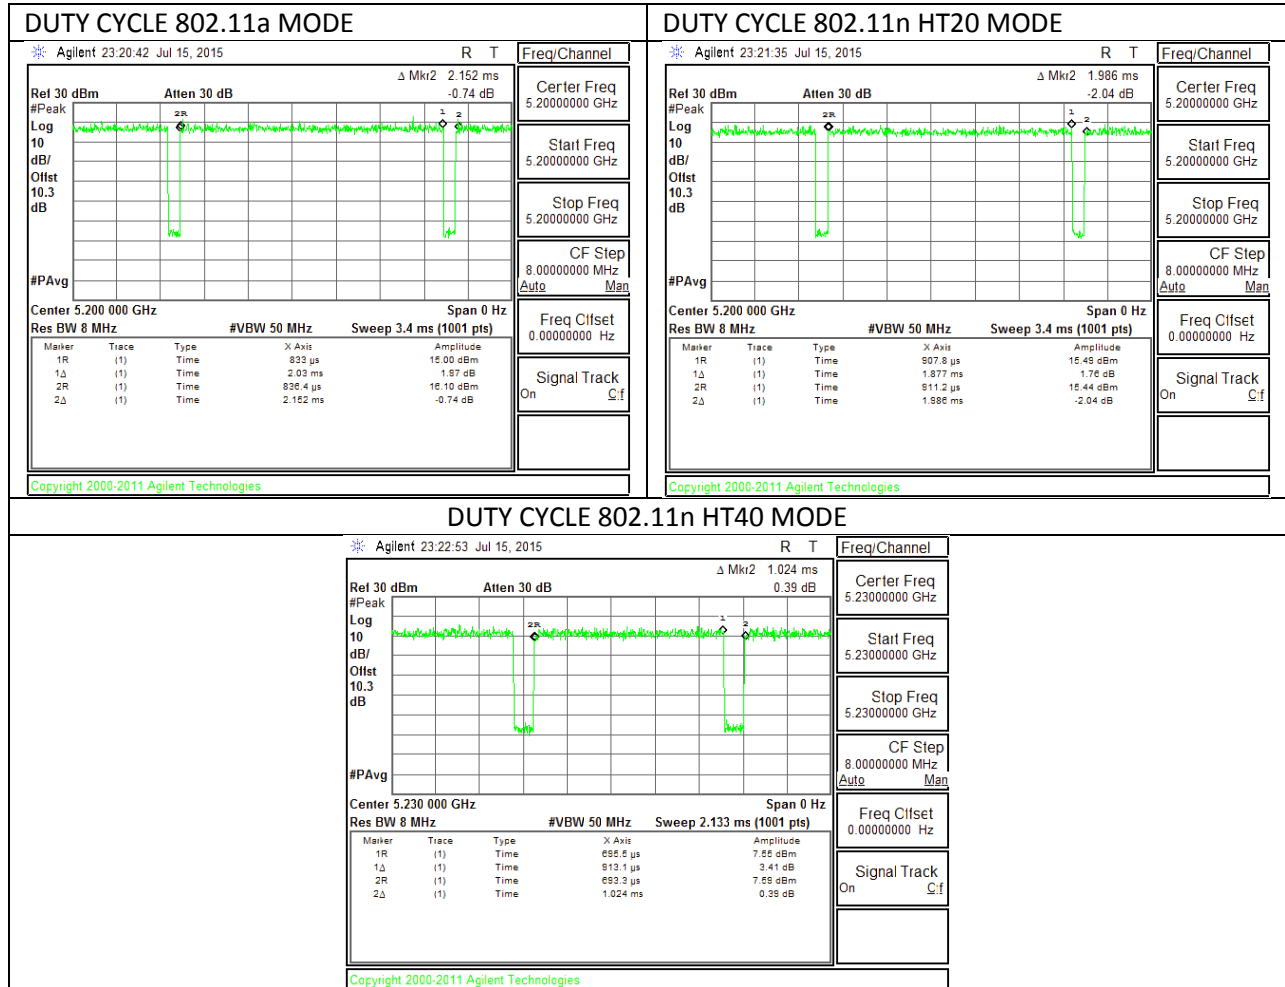 DUTY CYCLE 802.11a MODE
Agilent 23:20:42 Jul 15, 2015 R T
Freq/Channel
Δ Mkr2 2.152 ms
Ref 30 dBm Atten 30 dB -0.74 dB
#Peak
Log
10
dB/
Offst
10.3
dB
#PAvg
2R
1
2
Center 5.200 000 GHz Span 0 Hz
Res BW 8 MHz #VBW 50 MHz Sweep 3.4 ms (1001 pts)
Marker Trace Type X Axis Amplitude
1R (1) Time 833 µs 15.00 dBm
1Δ (1) Time 2.03 ms 1.97 dB
2R (1) Time 836.4 µs 16.10 dBm
2Δ (1) Time 2.152 ms -0.74 dB
Center Freq
5.20000000 GHz
Start Freq
5.20000000 GHz
Stop Freq
5.20000000 GHz
CF Step
8.00000000 MHz
Auto Man
Freq Offset
0.00000000 Hz
Signal Track
On Off
Copyright 2000-2011 Agilent Technologies
DUTY CYCLE 802.11n HT20 MODE
Agilent 23:21:35 Jul 15, 2015 R T
Freq/Channel
Δ Mkr2 1.986 ms
Ref 30 dBm Atten 30 dB -2.04 dB
#Peak
Log
10
dB/
Offst
10.3
dB
#PAvg
2R
1
2
Center 5.200 000 GHz Span 0 Hz
Res BW 8 MHz #VBW 50 MHz Sweep 3.4 ms (1001 pts)
Marker Trace Type X Axis Amplitude
1R (1) Time 907.8 µs 15.49 dBm
1Δ (1) Time 1.877 ms 1.76 dB
2R (1) Time 911.2 µs 15.44 dBm
2Δ (1) Time 1.986 ms -2.04 dB
Center Freq
5.20000000 GHz
Start Freq
5.20000000 GHz
Stop Freq
5.20000000 GHz
CF Step
8.00000000 MHz
Auto Man
Freq Offset
0.00000000 Hz
Signal Track
On Off
Copyright 2000-2011 Agilent Technologies
DUTY CYCLE 802.11n HT40 MODE
Agilent 23:22:53 Jul 15, 2015 R T
Freq/Channel
Δ Mkr2 1.024 ms
Ref 30 dBm Atten 30 dB 0.39 dB
#Peak
Log
10
dB/
Offst
10.3
dB
#PAvg
2R
1
2
Center 5.230 000 GHz Span 0 Hz
Res BW 8 MHz #VBW 50 MHz Sweep 2.133 ms (1001 pts)
Marker Trace Type X Axis Amplitude
1R (1) Time 7.55 dBm
1Δ (1) Time 913.1 µs 3.41 dB
2R (1) Time 693.3 µs 7.59 dBm
2Δ (1) Time 1.024 ms 0.39 dB
Center Freq
5.23000000 GHz
Start Freq
5.23000000 GHz
Stop Freq
5.23000000 GHz
CF Step
8.00000000 MHz
Auto Man
Freq Offset
0.00000000 Hz
Signal Track
On Off
Copyright 2000-2011 Agilent Technologies